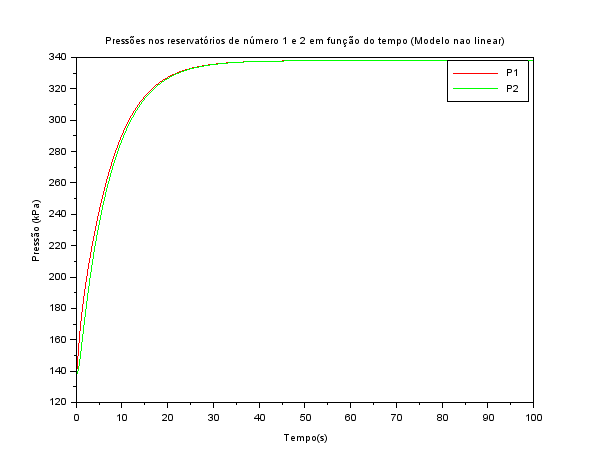 Pressões nos reservatórios de número 1 e 2 em função do tempo (Modelo nao linear)
340
320
300
280
260
240
220
200
180
160
140
120
Pressão (kPa)
P1
P2
0 10 20 30 40 50 60 70 80 90 100
Tempo(s)